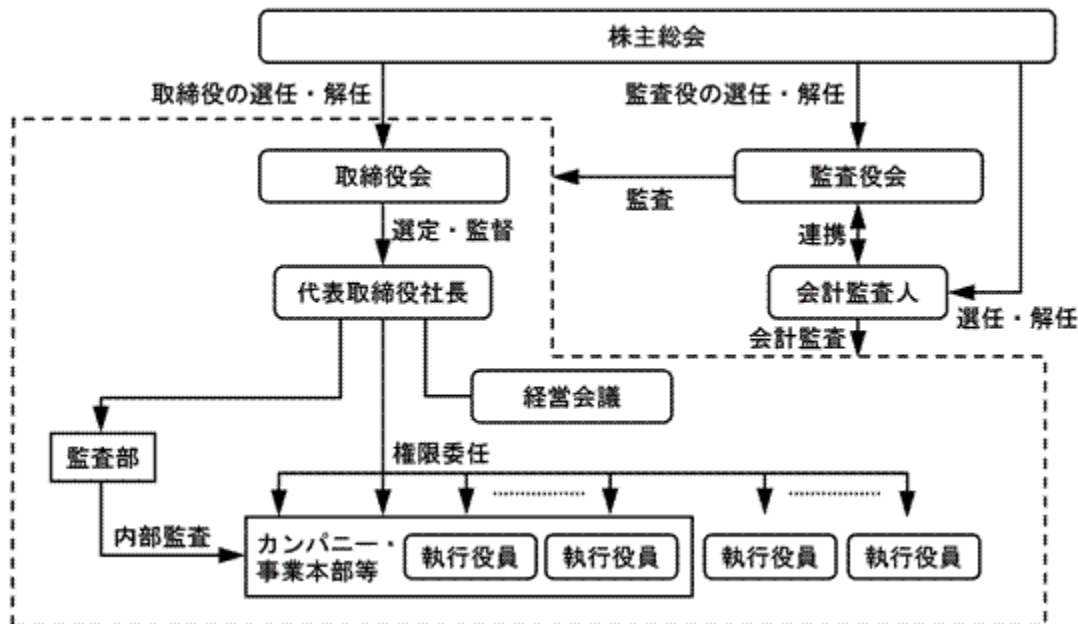 株主総会
取締役の選任・解任
監査役の選任・解任
取締役会
監査役会
監査
選定・監督
連携
代表取締役社長
会計監査人
選任・解任
会計監査
経営会議
監査部
権限委任
内部監査
カンパニー・
事業本部等
執行役員
執行役員
執行役員
執行役員